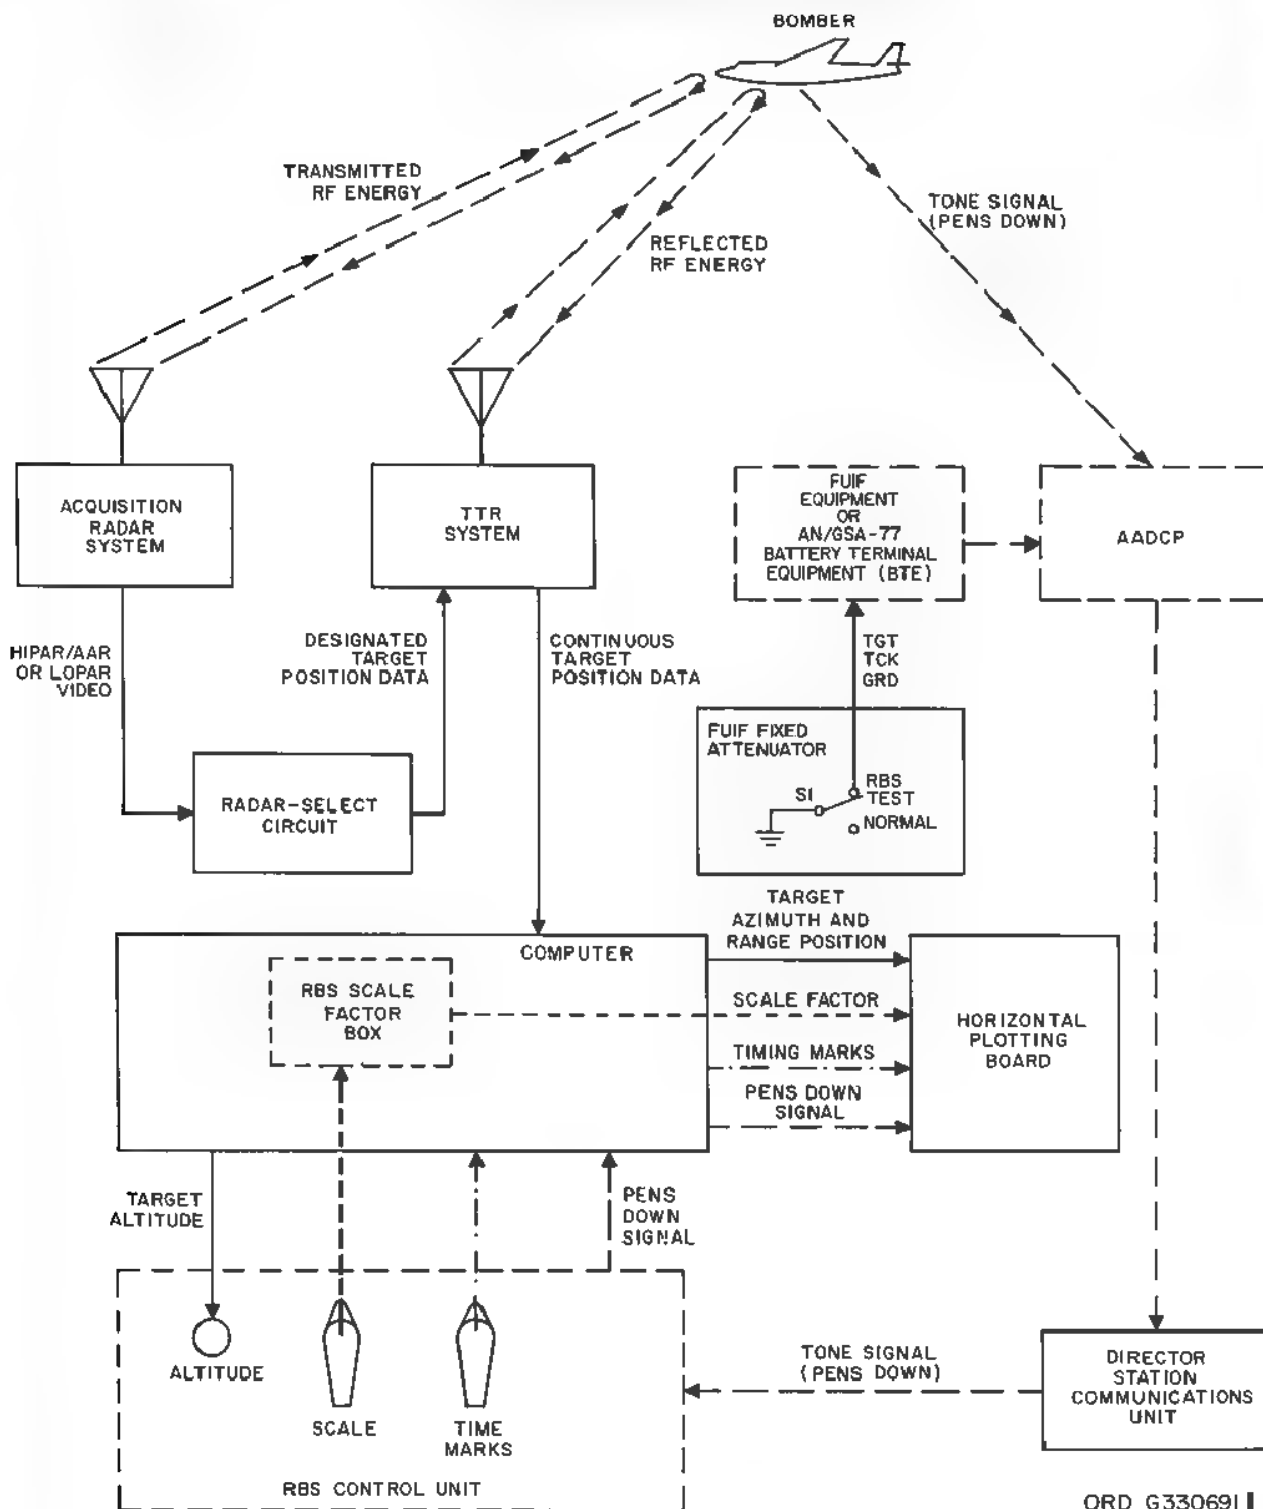 BOMBER
TRANSMITTED
RF ENERGY
TONE SIGNAL
(PENS DOWN)
REFLECTED
RF ENERGY
ACQUISITION
RADAR
SYSTEM
TTR
SYSTEM
FUIF
EQUIPMENT
OR
AN/GSA-77
BATTERY TERMINAL
EQUIPMENT (BTE)
AADCP
HIPAR/AAR
OR LOPAR
VIDEO
DESIGNATED
TARGET
POSITION DATA
CONTINUOUS
TARGET
POSITION DATA
TGT
TCK
GRD
FUIF FIXED
ATTENUATOR
RBS
TEST
S1
NORMAL
RADAR-SELECT
CIRCUIT
TARGET
AZIMUTH AND
RANGE POSITION
COMPUTER
RBS SCALE
FACTOR
BOX
SCALE FACTOR
TIMING MARKS
PENS DOWN
SIGNAL
HORIZONTAL
PLOTTING
BOARD
TARGET
ALTITUDE
PENS
DOWN
SIGNAL
ALTITUDE
SCALE
TIME
MARKS
RBS CONTROL UNIT
TONE SIGNAL
(PENS DOWN)
DIRECTOR
STATION
COMMUNICATIONS
UNIT
ORD G330691